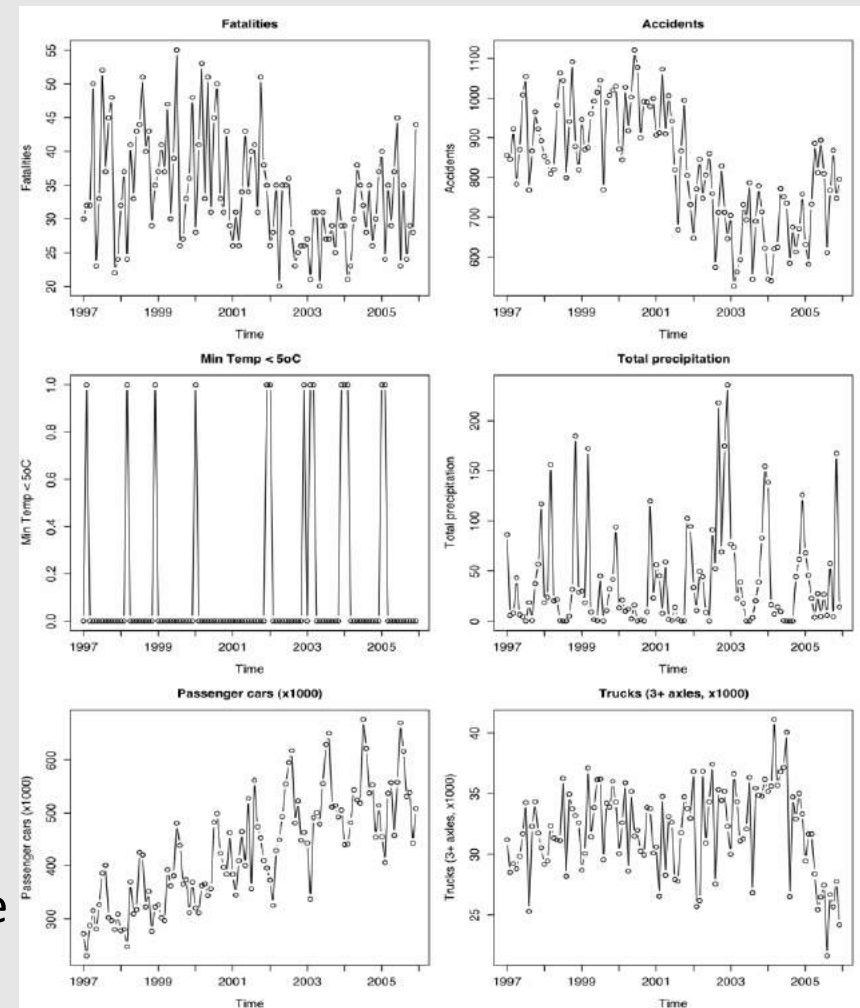 Fatalities
Fatalities
55
50
45
40
35
30
25
20
1997 1999 2001 2003 2005
Time
Accidents
Accidents
1100
1000
900
800
700
600
1997 1999 2001 2003 2005
Time
Min Temp < 5oC
Min Temp < 5oC
1.0
0.8
0.6
0.4
0.2
0.0
1997 1999 2001 2003 2005
Time
Total precipitation
Total precipitation
200
150
100
50
0
1997 1999 2001 2003 2005
Time
Passenger cars (x1000)
Passenger cars (x1000)
600
500
400
300
1997 1999 2001 2003 2005
Time
Trucks (3+ axles, x1000)
Trucks (3+ axles, x1000)
40
35
30
25
1997 1999 2001 2003 2005
Time